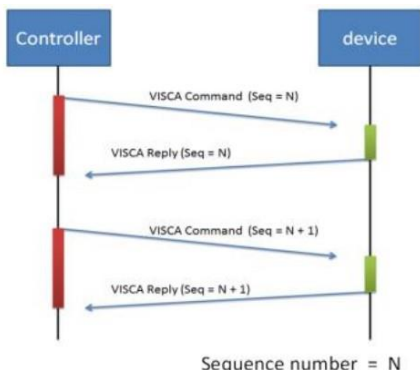 Controller
device
VISCA Command (Seq = N)
VISCA Reply (Seq = N)
VISCA Command (Seq = N + 1)
VISCA Reply (Seq = N + 1)
Sequence number = N